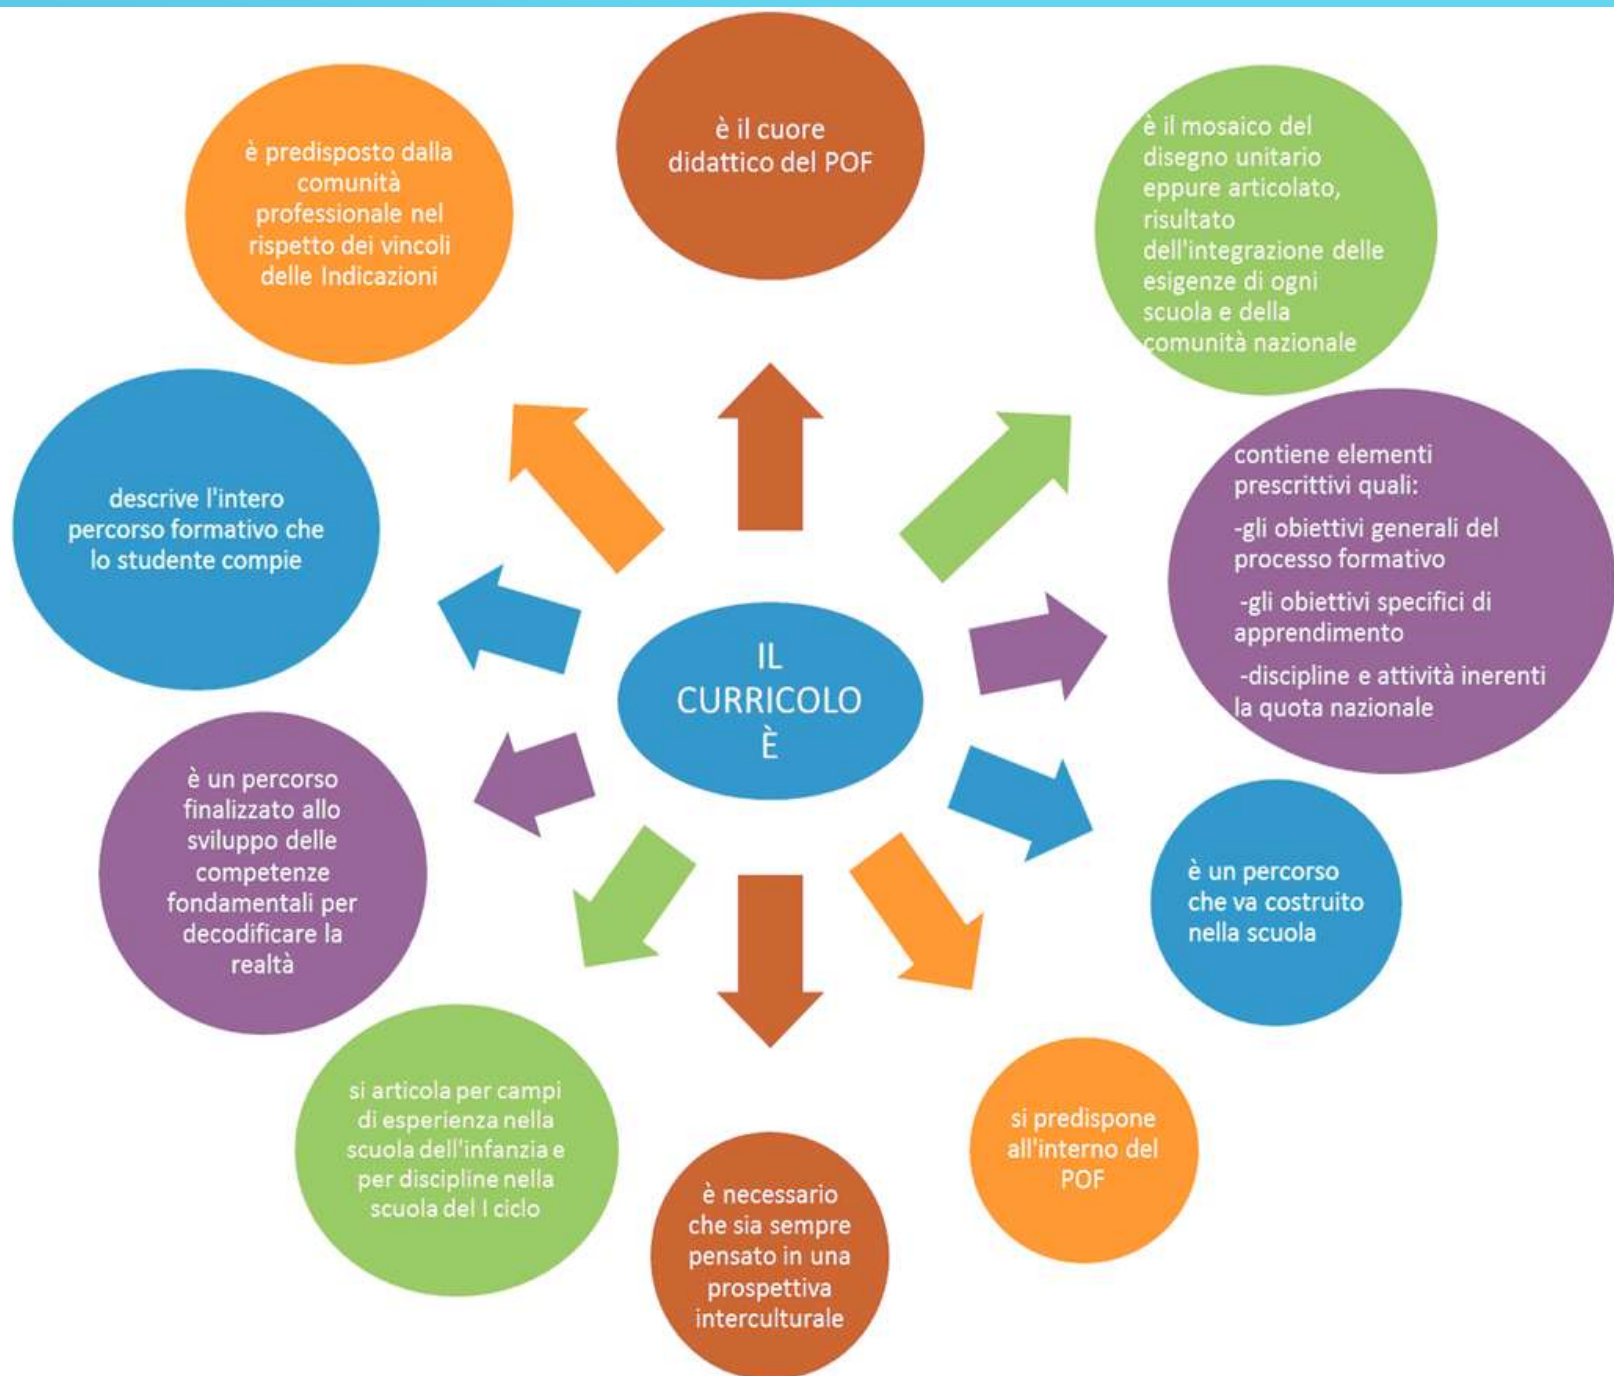 è il cuore
didattico del POF
è il mosaico del
disegno unitario
eppure articolato,
risultato
dell'integrazione delle
esigenze di ogni
scuola e della
comunità nazionale
contiene elementi
prescrittivi quali:
-gli obiettivi generali del
processo formativo
-gli obiettivi specifici di
apprendimento
-discipline e attività inerenti
la quota nazionale
è un percorso
che va costruito
nella scuola
si predispone
all'interno del
POF
è necessario
che sia sempre
pensato in una
prospettiva
interculturale
si articola per campi
di esperienza nella
scuola dell'infanzia e
per discipline nella
scuola del I ciclo
è un percorso
finalizzato allo
sviluppo delle
competenze
fondamentali per
decodificare la
realtà
descrive l'intero
percorso formativo che
lo studente compie
è predisposto dalla
comunità
professionale nel
rispetto dei vincoli
delle Indicazioni
IL
CURRICOLO
È